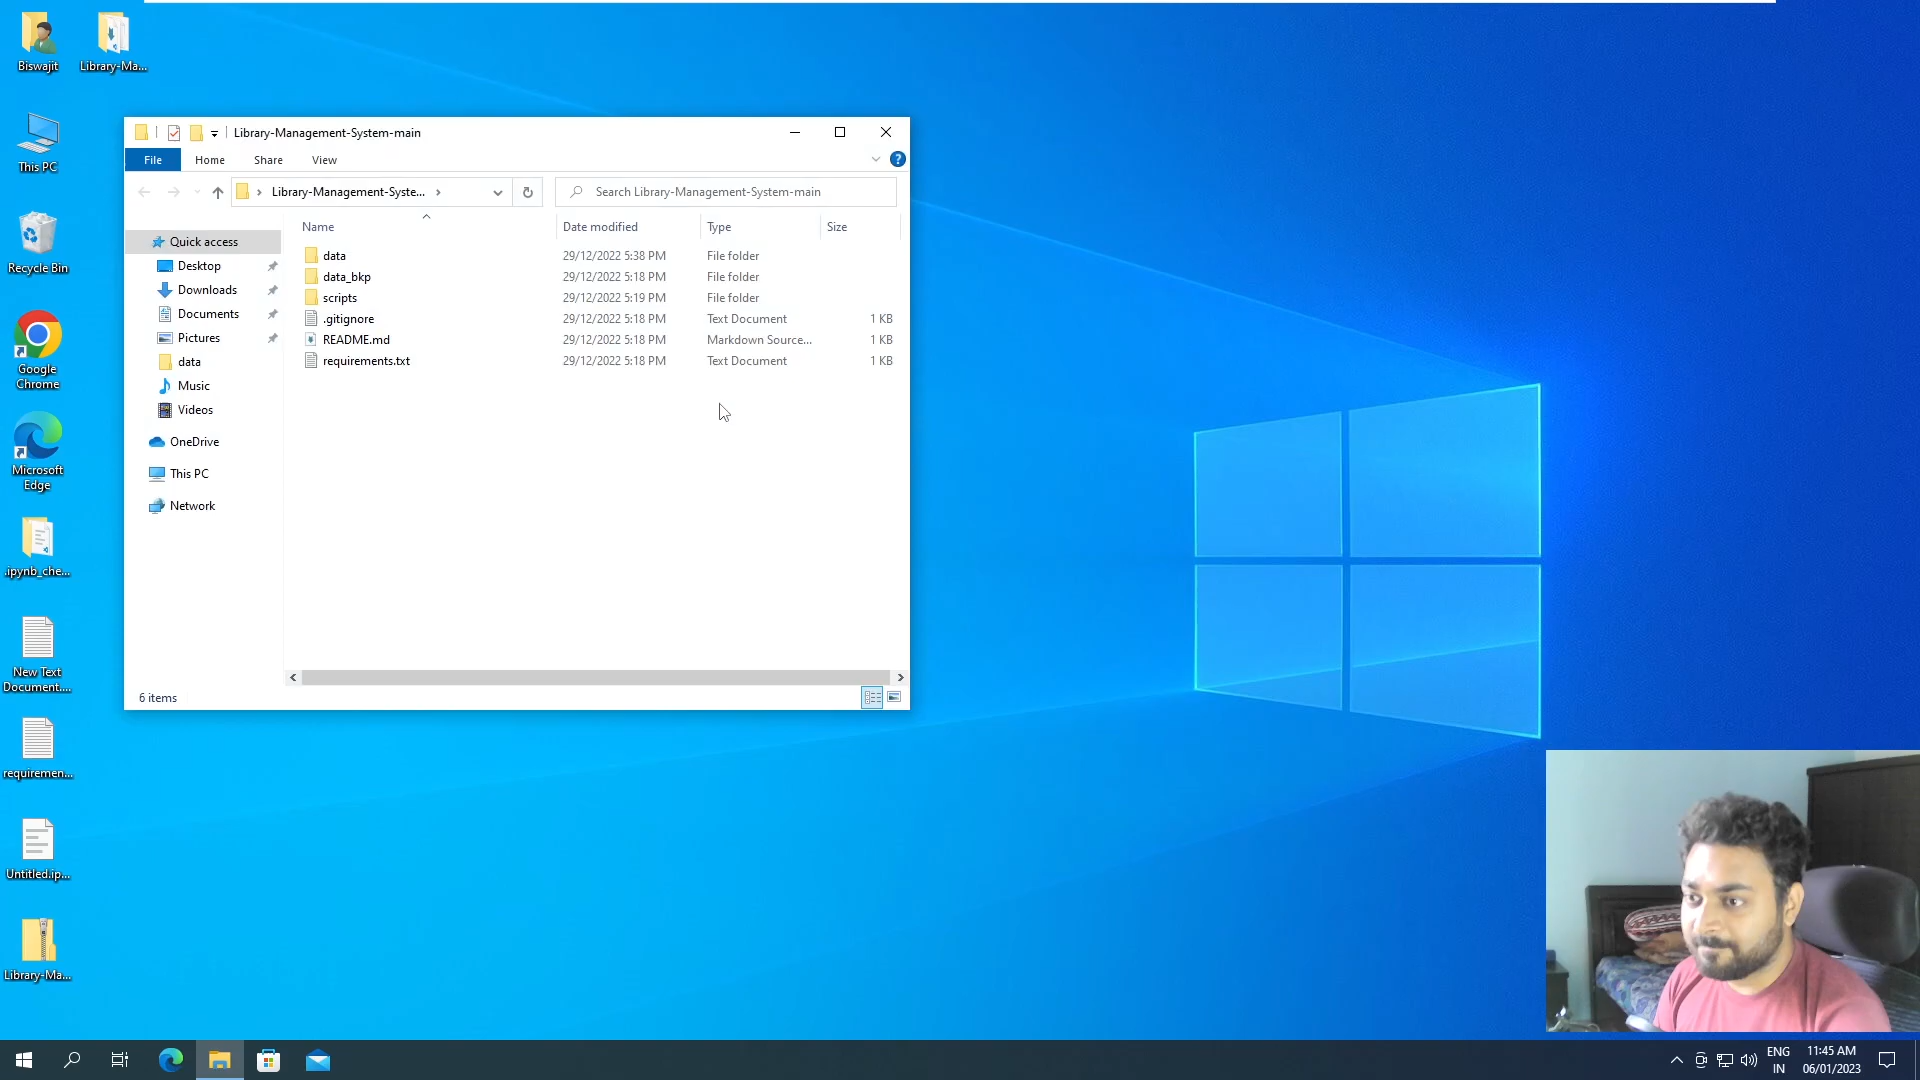 Biswajit
Library-Ma...
This PC
Recycle Bin
Google
Chrome
Microsoft
Edge
.ipynb_che...
New Text
Document....
requiremen...
Untitled.ip...
Library-Ma...
Library-Management-System-main
File Home Share View
Library-Management-Syste...
Search Library-Management-System-main
Name Date modified Type Size
Quick access
Desktop
Downloads
Documents
Pictures
data
Music
Videos
OneDrive
This PC
Network
data 29/12/2022 5:38 PM File folder
data_bkp 29/12/2022 5:18 PM File folder
scripts 29/12/2022 5:19 PM File folder
.gitignore 29/12/2022 5:18 PM Text Document 1 KB
README.md 29/12/2022 5:18 PM Markdown Source... 1 KB
requirements.txt 29/12/2022 5:18 PM Text Document 1 KB
6 items
ENG
IN
11:45 AM
06/01/2023